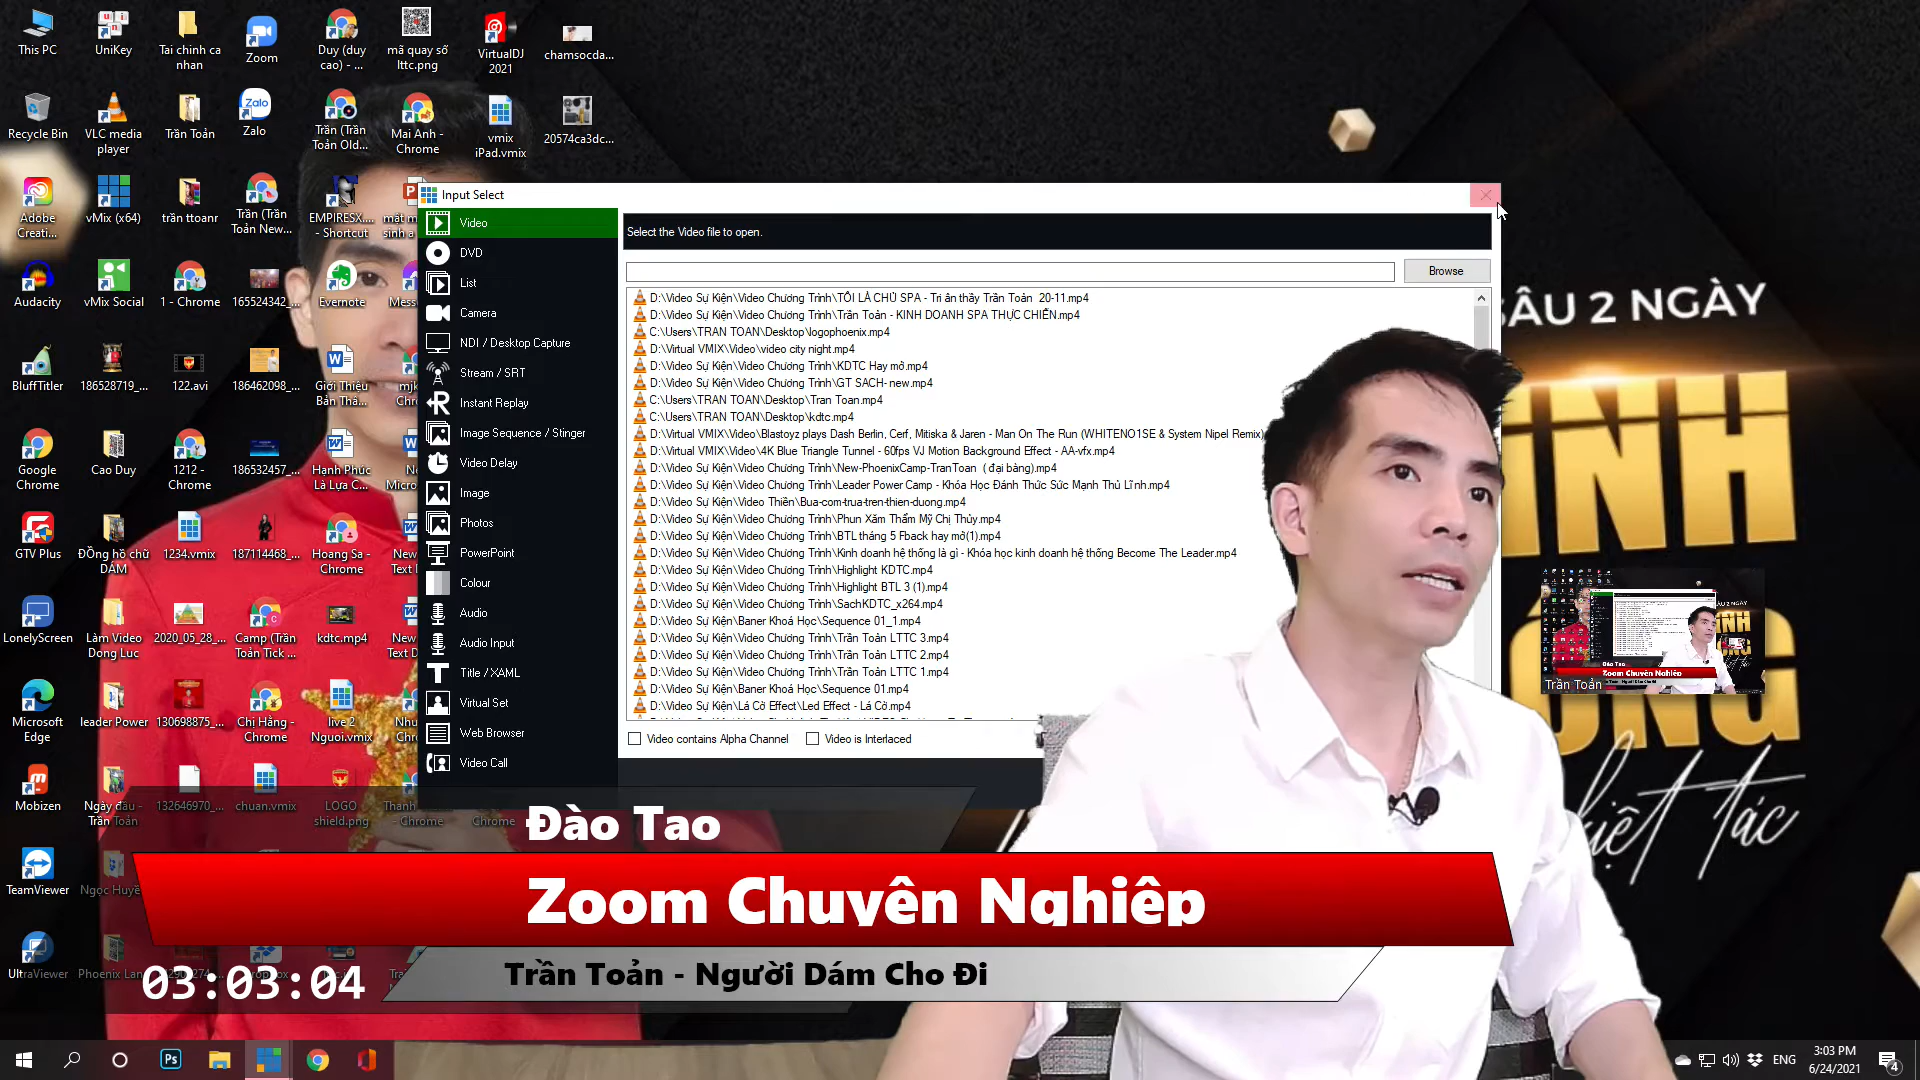 This PC
UniKey
Tai chinh ca nhan
Zoom
Duy (duy cao) - ...
mã quay số lttc.png
VirtualDJ 2021
chamsocda...
Recycle Bin
VLC media player
Trần Toản
Zalo
Trần (Trần Toản Old...
Mai Anh - Chrome
vmix iPad.vmix
20574ca3dc...
Adobe Creati...
vMix (x64)
trần ttoanr
Trần (Trần Toản New...
EMPIRESX.... - Shortcut
Audacity
vMix Social
1 - Chrome
165524342_...
Evernote
BluffTitler
186528719_...
122.avi
186462098_...
Giới Thiệu Bản Thâ...
Google Chrome
Cao Duy
1212 - Chrome
186532457_...
Hạnh Phúc Là Lựa C...
GTV Plus
ĐỒng hồ chữ DÁM
1234.vmix
187114468_...
Hoang Sa - Chrome
LonelyScreen
Làm Video Dong Luc
2020_05_28_...
Camp (Trần Toản Tick ...
kdtc.mp4
Microsoft Edge
leader Power
130698875_...
Chị Hằng - Chrome
live 2 Nguoi.vmix
Mobizen
Ngày đầu - Trần Toản
132646970_...
chuan.vmix
LOGO shield.png
Thanh - Chrome
Chrome
TeamViewer
Ngọc Huyề
UltraViewer
Phoenix Lan
Input Select
Video
DVD
List
Camera
NDI / Desktop Capture
Stream / SRT
Instant Replay
Image Sequence / Stinger
Video Delay
Image
Photos
PowerPoint
Colour
Audio
Audio Input
Title / XAML
Virtual Set
Web Browser
Video Call
Select the Video file to open.
Browse
D:\Video Sự Kiện\Video Chương Trình\TÔI LÀ CHỦ SPA - Tri ân thầy Trần Toản 20-11.mp4
D:\Video Sự Kiện\Video Chương Trình\Trần Toản - KINH DOANH SPA THỰC CHIẾN.mp4
C:\Users\TRAN TOAN\Desktop\logophoenix.mp4
D:\Virtual VMIX\Video\video city night.mp4
D:\Video Sự Kiện\Video Chương Trình\KDTC Hay mở.mp4
D:\Video Sự Kiện\Video Chương Trình\GT SACH- new.mp4
C:\Users\TRAN TOAN\Desktop\Tran Toan.mp4
C:\Users\TRAN TOAN\Desktop\kdtc.mp4
D:\Virtual VMIX\Video\Blastoyz plays Dash Berlin, Cerf, Mitiska & Jaren - Man On The Run (WHITENO1SE & System Nipel Remix)
D:\Virtual VMIX\Video\4K Blue Triangle Tunnel - 60fps VJ Motion Background Effect - AA-vfx.mp4
D:\Video Sự Kiện\Video Chương Trình\New-PhoenixCamp-TranToan (đại bàng).mp4
D:\Video Sự Kiện\Video Chương Trình\Leader Power Camp - Khóa Học Đánh Thức Sức Mạnh Thủ Lĩnh.mp4
D:\Video Sự Kiện\Video Thiền\Bua-com-trua-tren-thien-duong.mp4
D:\Video Sự Kiện\Video Chương Trình\Phun Xăm Thẩm Mỹ Chị Thủy.mp4
D:\Video Sự Kiện\Video Chương Trình\BTL tháng 5 Fback hay mở(1).mp4
D:\Video Sự Kiện\Video Chương Trình\Kinh doanh hệ thống là gì - Khóa học kinh doanh hệ thống Become The Leader.mp4
D:\Video Sự Kiện\Video Chương Trình\Highlight KDTC.mp4
D:\Video Sự Kiện\Video Chương Trình\Highlight BTL 3 (1).mp4
D:\Video Sự Kiện\Video Chương Trình\SachKDTC_x264.mp4
D:\Video Sự Kiện\Baner Khoá Học\Sequence 01_1.mp4
D:\Video Sự Kiện\Video Chương Trình\Trần Toản LTTC 3.mp4
D:\Video Sự Kiện\Video Chương Trình\Trần Toản LTTC 2.mp4
D:\Video Sự Kiện\Video Chương Trình\Trần Toản LTTC 1.mp4
D:\Video Sự Kiện\Baner Khoá Học\Sequence 01.mp4
D:\Video Sự Kiện\Lá Cờ Effect\Led Effect - Lá Cờ.mp4
Video contains Alpha Channel
Video is Interlaced
SÂU 2 NGÀY
Trần Toản
kiệt tác
Đào Tao
Zoom Chuyên Nghiêp
Trần Toản - Người Dám Cho Đi
03:03:04
ENG
3:03 PM
6/24/2021
4